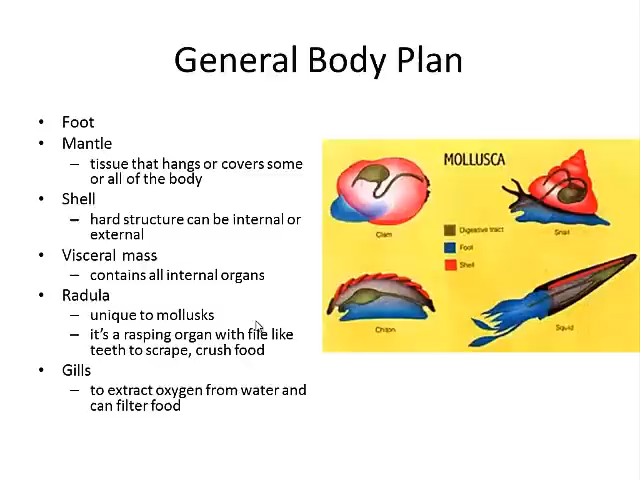 General Body Plan
• Foot
• Mantle
– tissue that hangs or covers some
or all of the body
• Shell
– hard structure can be internal or
external
• Visceral mass
– contains all internal organs
• Radula
– unique to mollusks
– it's a rasping organ with file like
teeth to scrape, crush food
• Gills
– to extract oxygen from water and
can filter food
MOLLUSCA
Clam
Digestive tract
Foot
Shell
Snail
Chiton
Squid